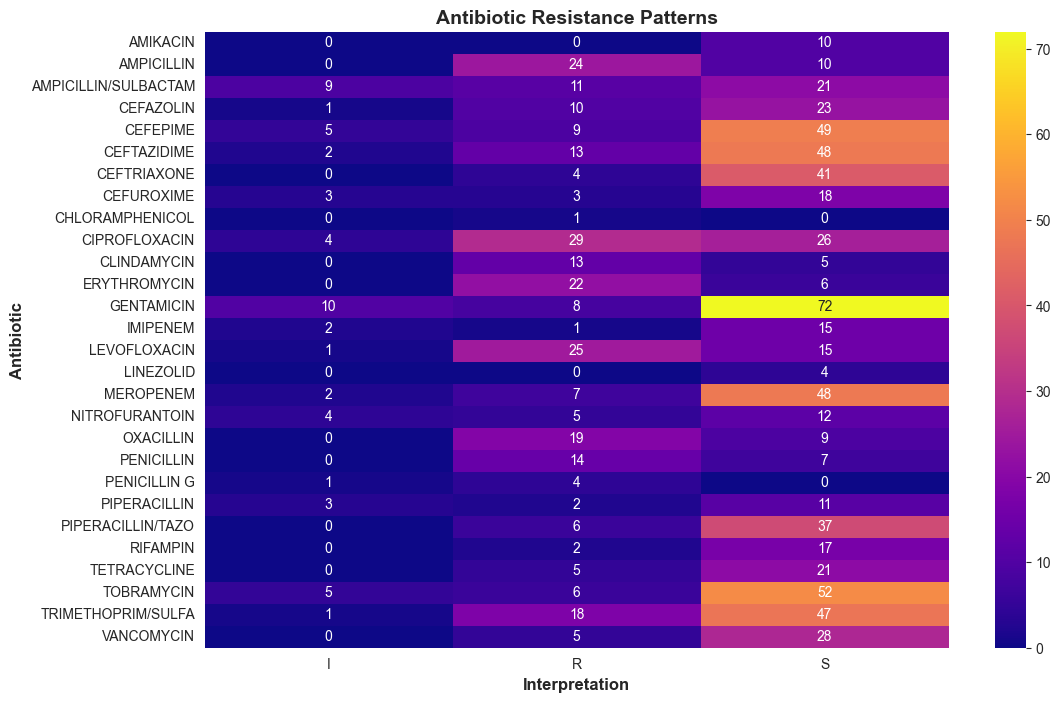 Antibiotic Resistance Patterns
Antibiotic
AMIKACIN 0 0 10
AMPICILLIN 0 24 10
AMPICILLIN/SULBACTAM 9 11 21
CEFAZOLIN 1 10 23
CEFEPIME 5 9 49
CEFTAZIDIME 2 13 48
CEFTRIAXONE 0 4 41
CEFUROXIME 3 3 18
CHLORAMPHENICOL 0 1 0
CIPROFLOXACIN 4 29 26
CLINDAMYCIN 0 13 5
ERYTHROMYCIN 0 22 6
GENTAMICIN 10 8 72
IMIPENEM 2 1 15
LEVOFLOXACIN 1 25 15
LINEZOLID 0 0 4
MEROPENEM 2 7 48
NITROFURANTOIN 4 5 12
OXACILLIN 0 19 9
PENICILLIN 0 14 7
PENICILLIN G 1 4 0
PIPERACILLIN 3 2 11
PIPERACILLIN/TAZO 0 6 37
RIFAMPIN 0 2 17
TETRACYCLINE 0 5 21
TOBRAMYCIN 5 6 52
TRIMETHOPRIM/SULFA 1 18 47
VANCOMYCIN 0 5 28
I R S
Interpretation
70
60
50
40
30
20
10
0